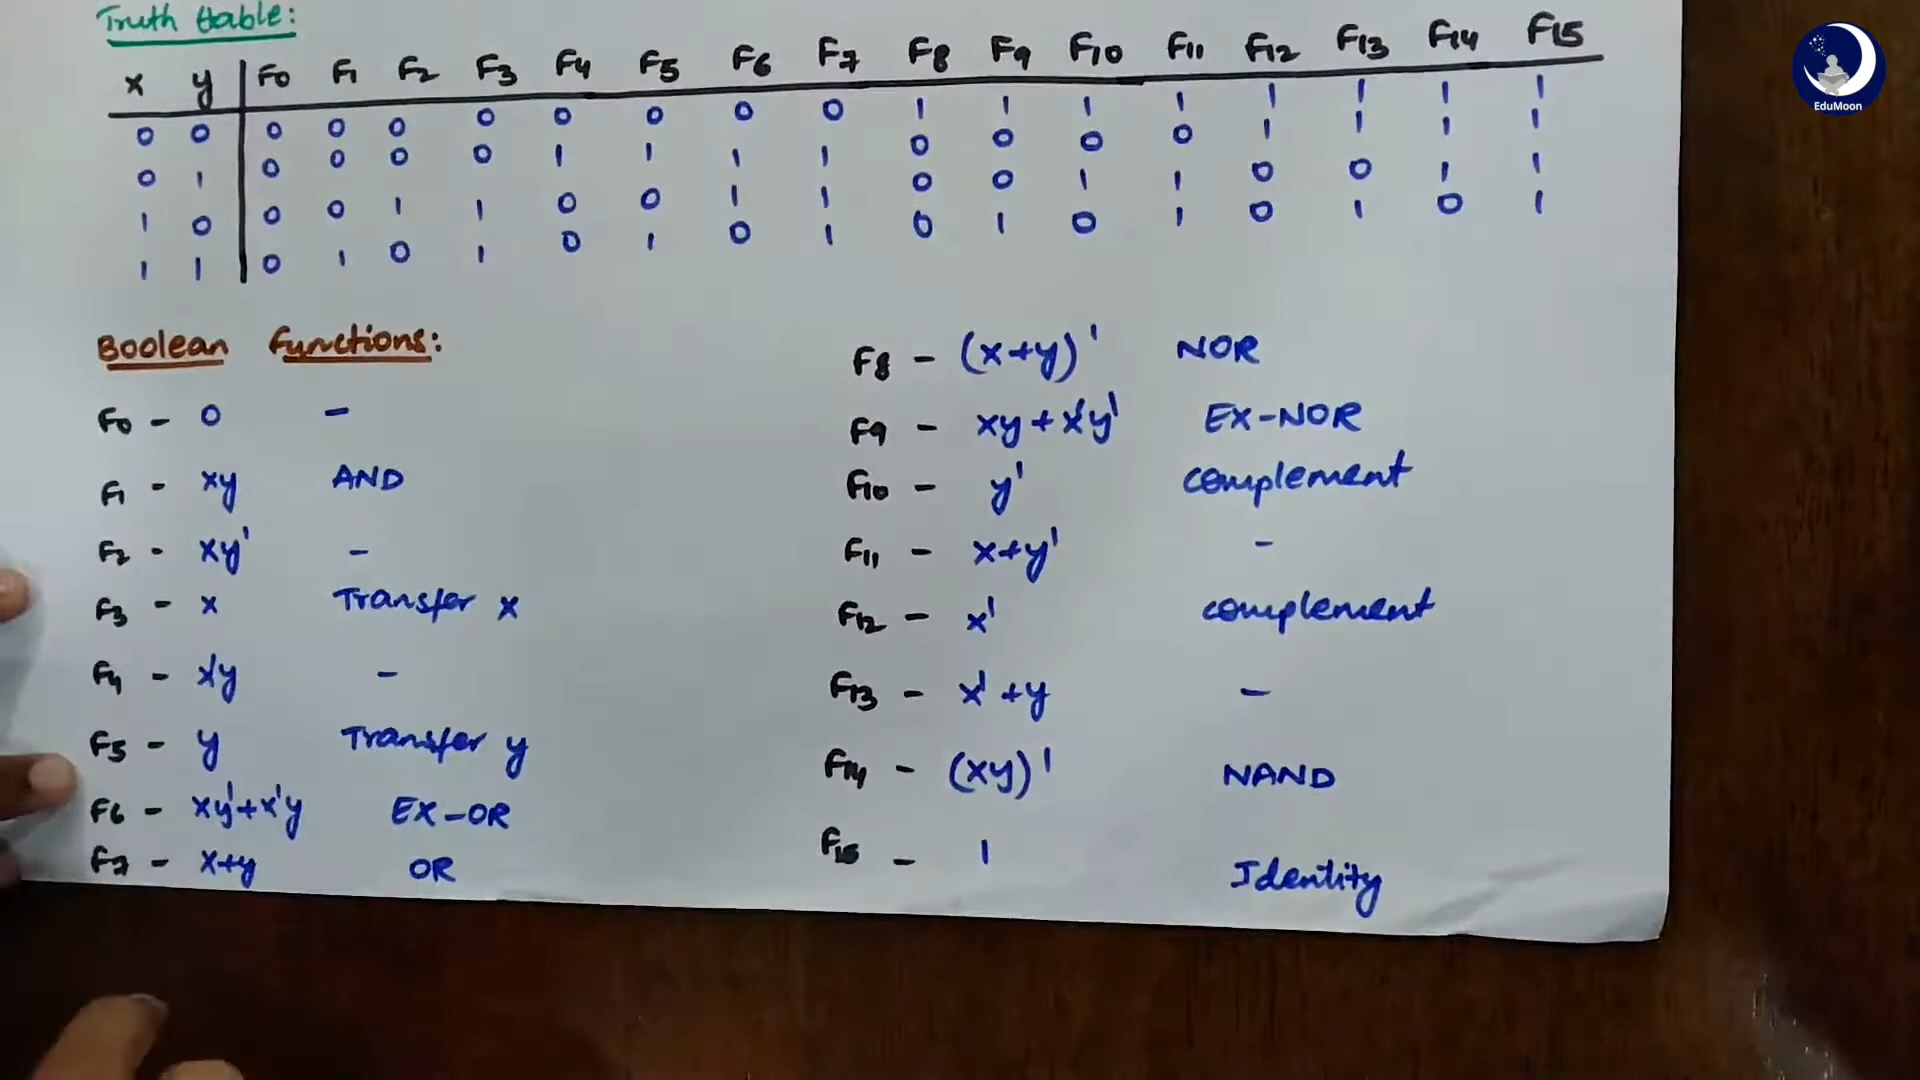 Truth table:
x y F0 F1 F2 F3 F4 F5 F6 F7 F8 F9 F10 F11 F12 F13 F14 F15
0 0 0 0 0 0 0 0 0 0 1 1 1 1 1 1 1 1
0 1 0 0 0 0 1 1 1 1 0 0 0 0 1 1 1 1
1 0 0 0 1 1 0 0 1 1 0 0 1 1 0 0 1 1
1 1 0 1 0 1 0 1 0 1 0 1 0 1 0 1 0 1
Boolean Functions:
F0 - 0 -
F1 - xy AND
F2 - xy' -
F3 - x Transfer x
F4 - x'y -
F5 - y Transfer y
F6 - xy'+x'y EX-OR
F7 - x+y OR
F8 - (x+y)' NOR
F9 - xy+x'y' EX-NOR
F10 - y' complement
F11 - x+y' -
F12 - x' complement
F13 - x'+y -
F14 - (xy)' NAND
F15 - 1 Identity
EduMoon